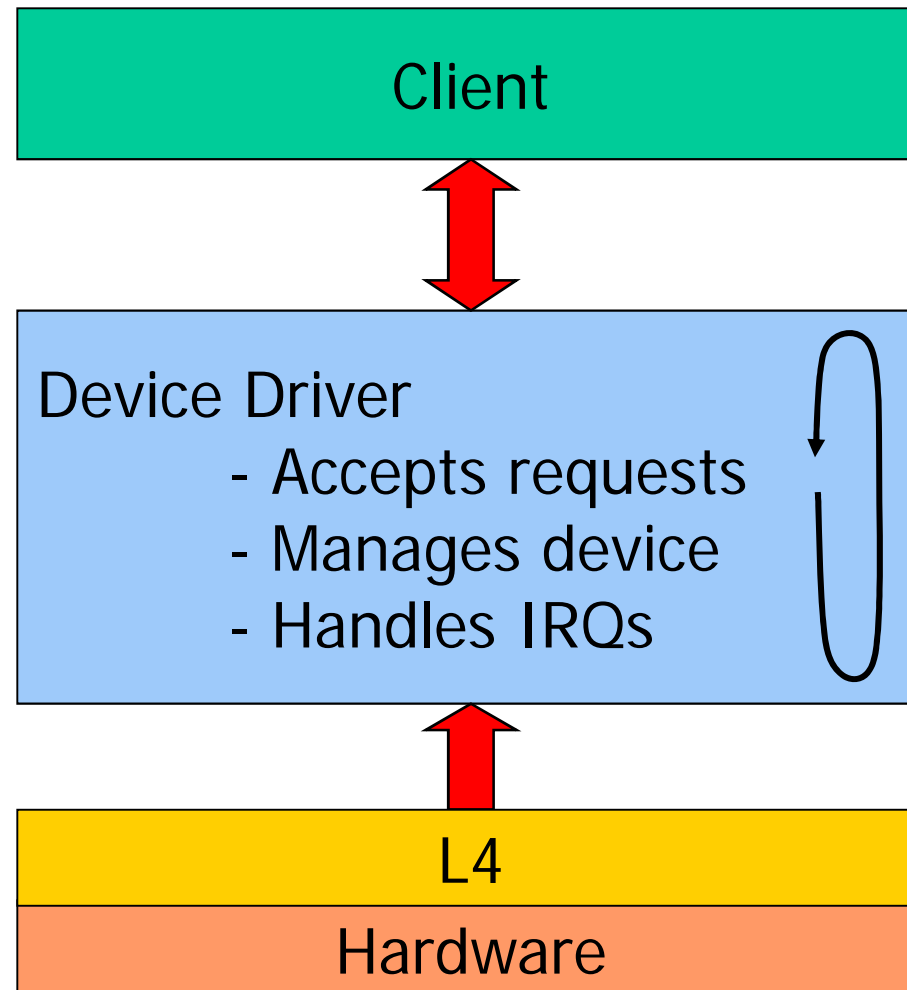 Client
Device Driver
- Accepts requests
- Manages device
- Handles IRQs
L4
Hardware